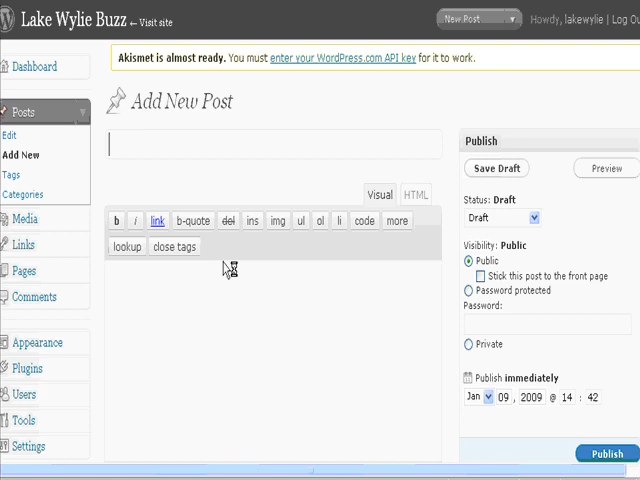 Lake Wylie Buzz ← Visit site
New Post
Howdy, lakewylie | Log Ou
Akismet is almost ready. You must enter your WordPress.com API key for it to work.
Dashboard
Posts
Edit
Add New
Tags
Categories
Media
Links
Pages
Comments
Appearance
Plugins
Users
Tools
Settings
Add New Post
Visual
HTML
b i link b-quote del ins img ul ol li code more
lookup close tags
Publish
Save Draft
Preview
Status: Draft
Draft
Visibility: Public
Public
Stick this post to the front page
Password protected
Password:
Private
Publish immediately
Jan 09 , 2009 @ 14 : 42
Publish